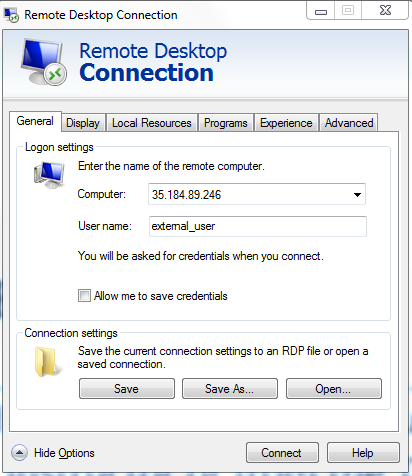 Remote Desktop Connection
Remote Desktop
Connection
General Display Local Resources Programs Experience Advanced
Logon settings
Enter the name of the remote computer.
Computer: 35.184.89.246
User name: external_user
You will be asked for credentials when you connect.
Allow me to save credentials
Connection settings
Save the current connection settings to an RDP file or open a
saved connection.
Save Save As... Open...
Hide Options Connect Help